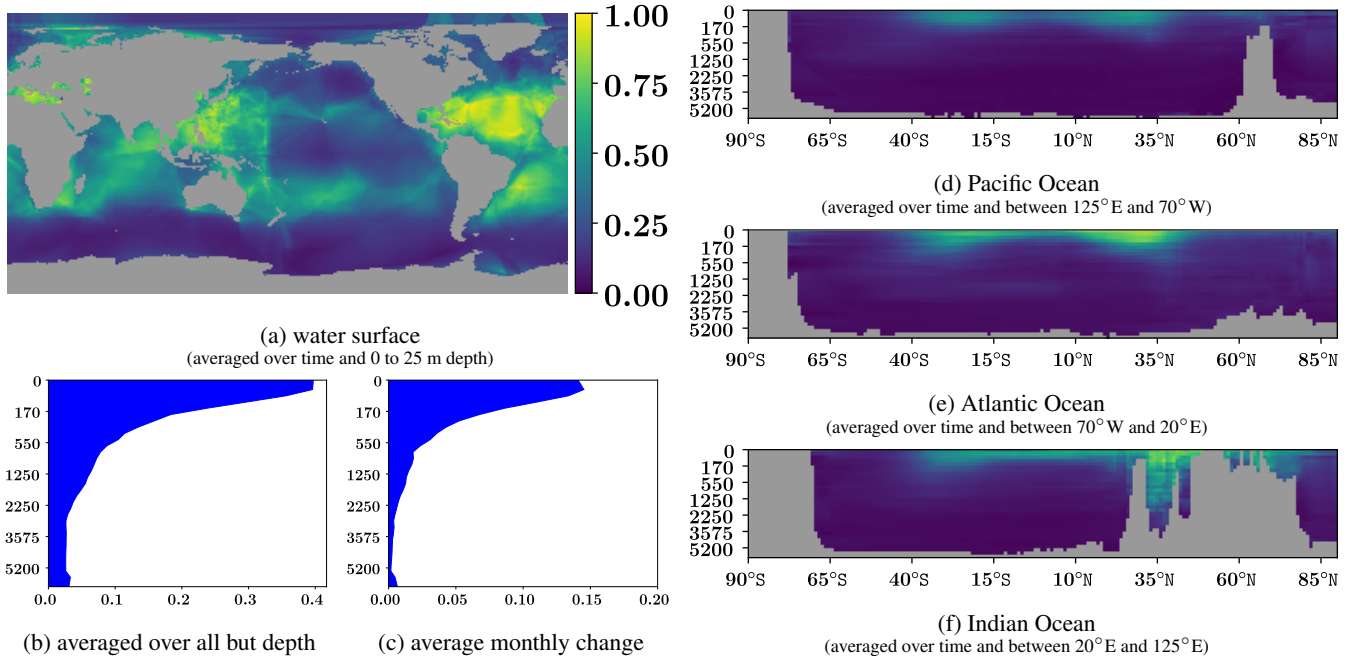 1.00
0.75
0.50
0.25
0.00
(a) water surface
(averaged over time and 0 to 25 m depth)
0
170
550
1250
2250
3575
5200
0.0 0.1 0.2 0.3 0.4
(b) averaged over all but depth
0
170
550
1250
2250
3575
5200
0.00 0.05 0.10 0.15 0.20
(c) average monthly change
0
170
550
1250
2250
3575
5200
90°S 65°S 40°S 15°S 10°N 35°N 60°N 85°N
(d) Pacific Ocean
(averaged over time and between 125°E and 70°W)
0
170
550
1250
2250
3575
5200
90°S 65°S 40°S 15°S 10°N 35°N 60°N 85°N
(e) Atlantic Ocean
(averaged over time and between 70°W and 20°E)
0
170
550
1250
2250
3575
5200
90°S 65°S 40°S 15°S 10°N 35°N 60°N 85°N
(f) Indian Ocean
(averaged over time and between 20°E and 125°E)